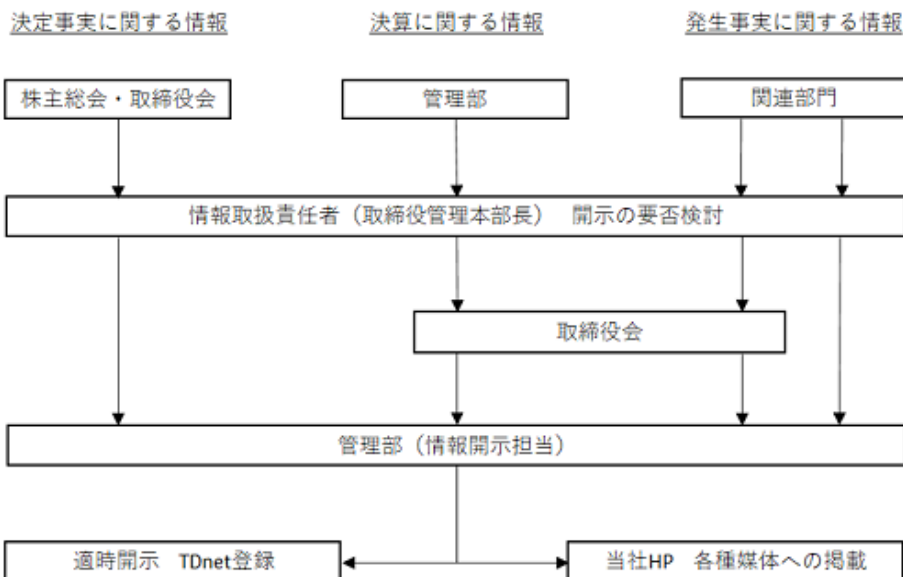 決定事実に関する情報
決算に関する情報
発生事実に関する情報
株主総会・取締役会
管理部
関連部門
情報取扱責任者（取締役管理本部長）　開示の要否検討
取締役会
管理部（情報開示担当）
適時開示　TDnet登録
当社HP　各種媒体への掲載